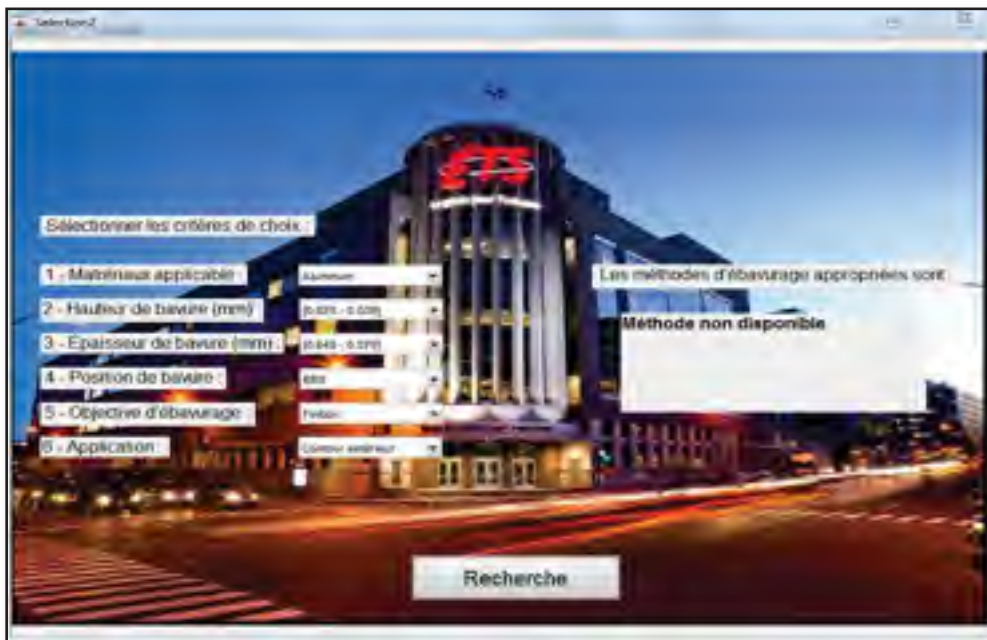 Selection2
ÉTS
Sélectionner les critères de choix :
1 - Matériaux applicable :
Aluminium
2 - Hauteur de bavure (mm)
3 - Epaisseur de bavure (mm) :
4 - Position de bavure :
5 - Objective d'ébavurage :
Finition
6 - Application :
Contour extérieur
Les méthodes d'ébavurage appropriées sont
Méthode non disponible
Recherche